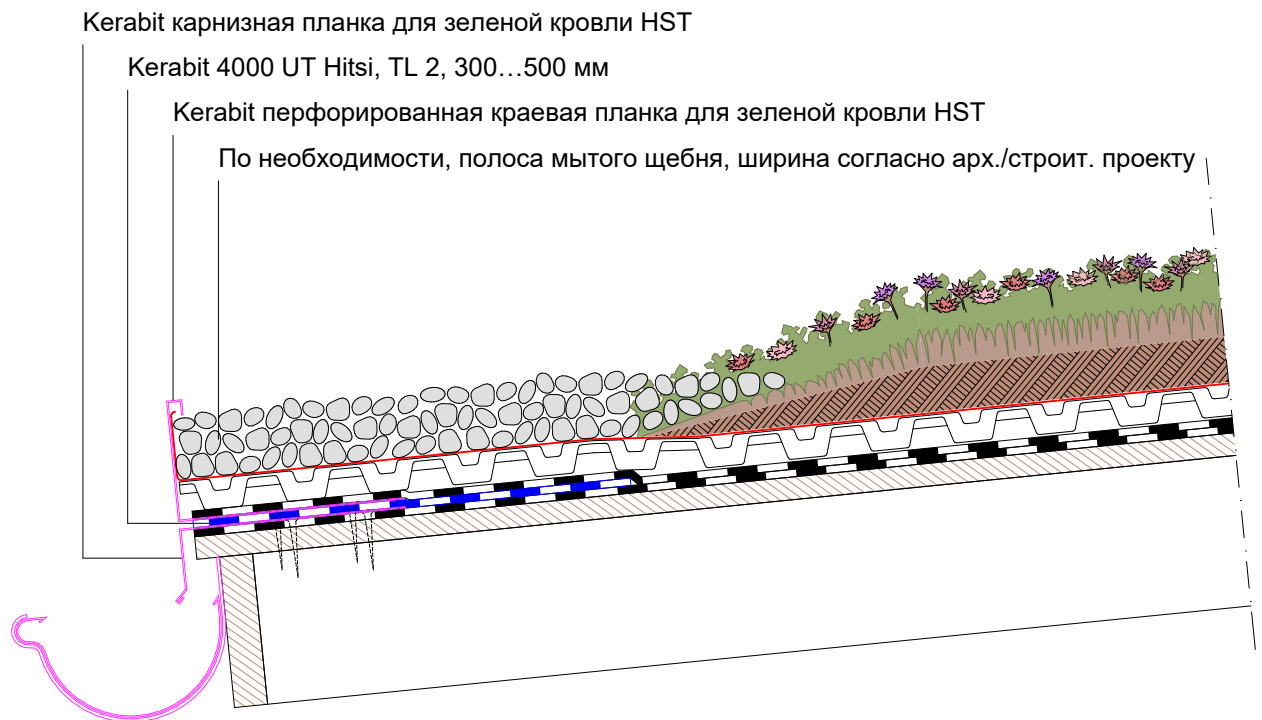 Kerabit карнизная планка для зеленой кровли HST
Kerabit 4000 UT Hitsi, TL 2, 300…500 мм
Kerabit перфорированная краевая планка для зеленой кровли HST
По необходимости, полоса мытого щебня, ширина согласно арх./строит. проекту